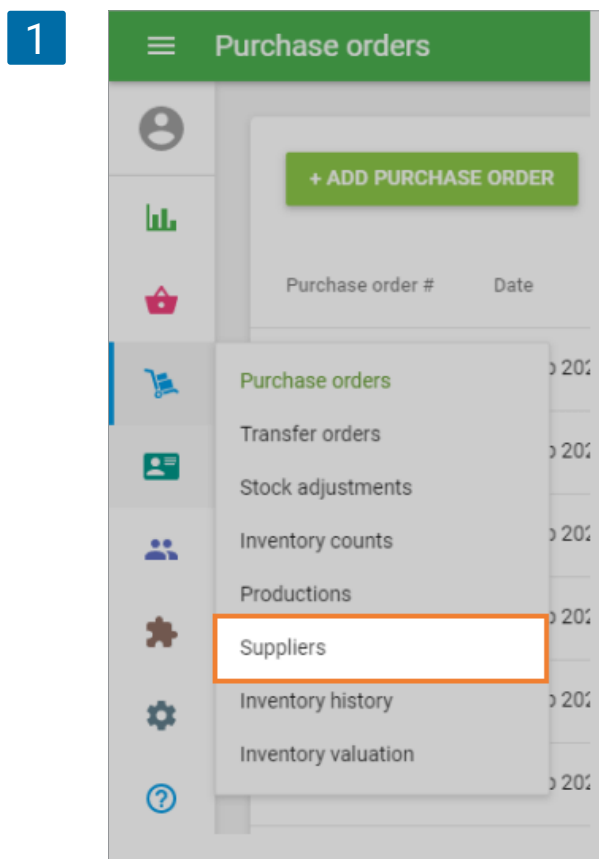 1
Purchase orders
+ ADD PURCHASE ORDER
Purchase order # Date
Purchase orders
Transfer orders
Stock adjustments
Inventory counts
Productions
Suppliers
Inventory history
Inventory valuation